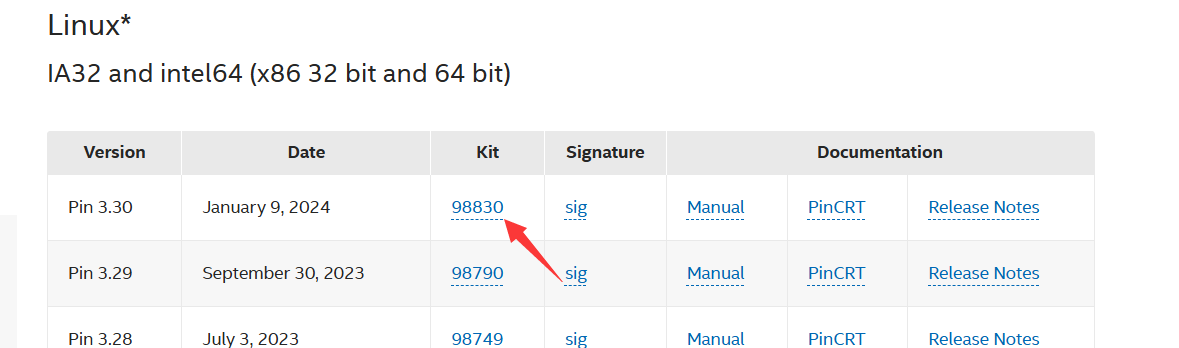 Linux*
IA32 and intel64 (x86 32 bit and 64 bit)
Version Date Kit Signature Documentation
Pin 3.30 January 9, 2024 98830 sig Manual PinCRT Release Notes
Pin 3.29 September 30, 2023 98790 sig Manual PinCRT Release Notes
Pin 3.28 July 3, 2023 98749 sig Manual PinCRT Release Notes